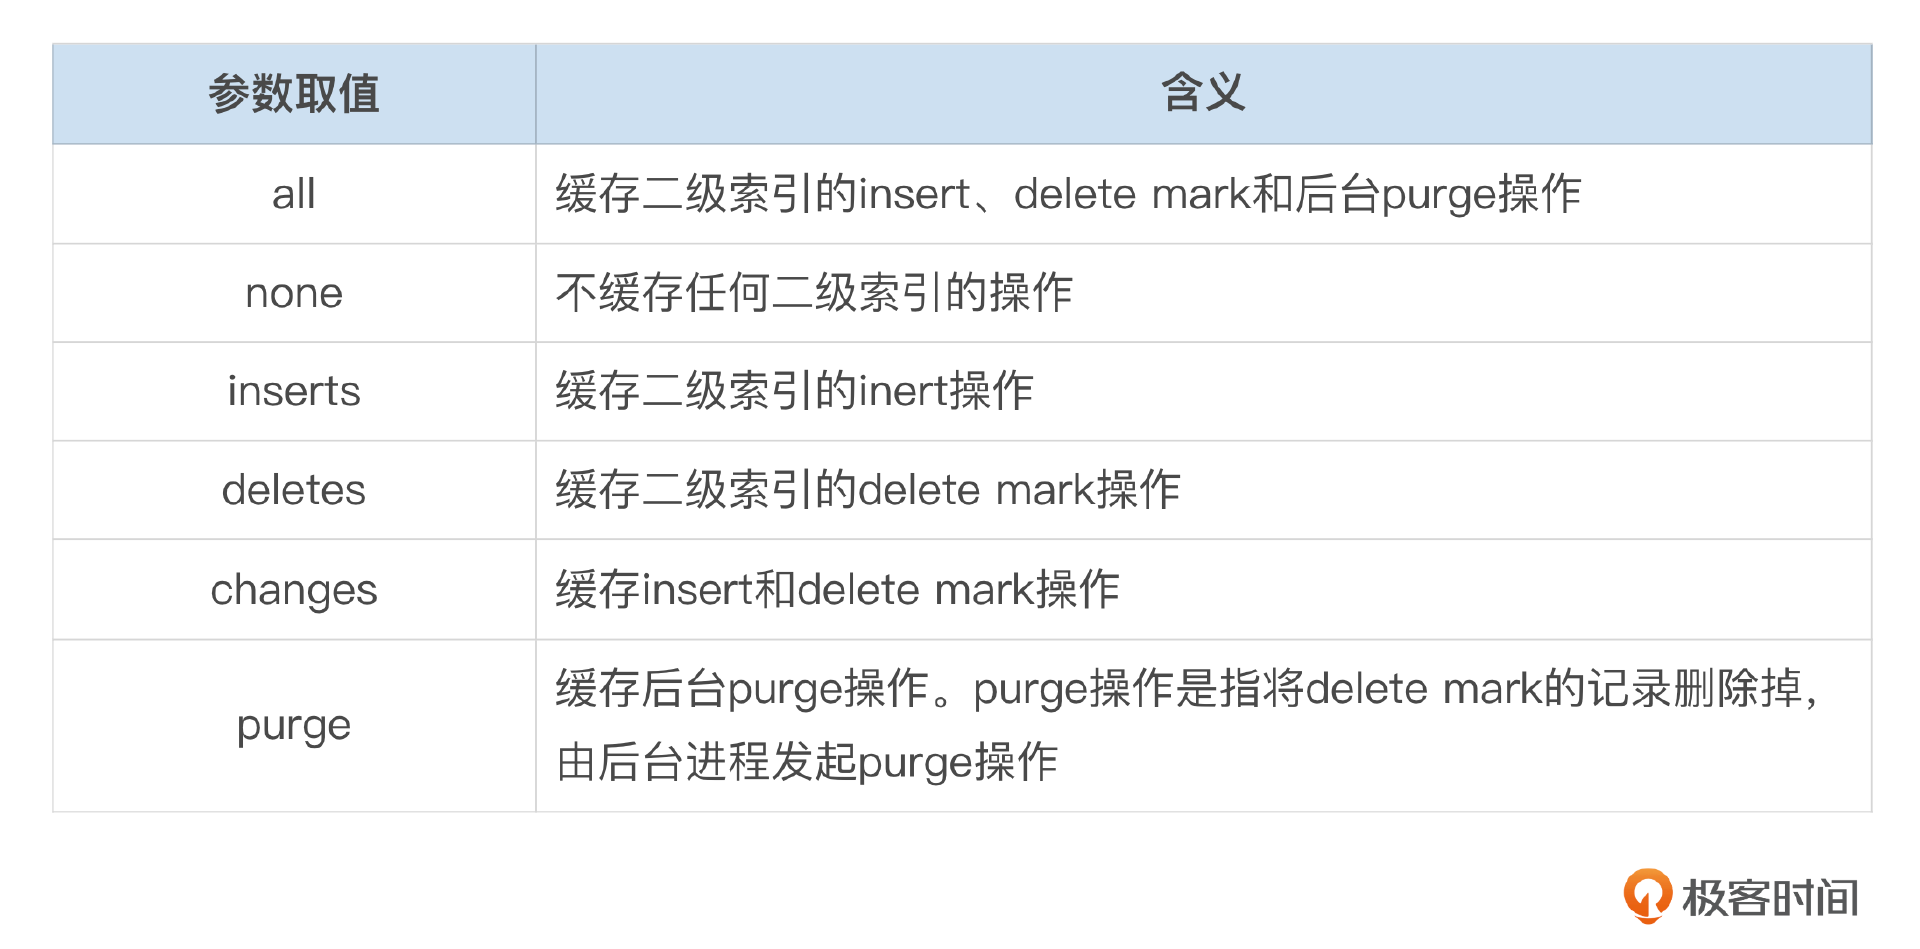 参数取值 含义
all 缓存二级索引的insert、delete mark和后台purge操作
none 不缓存任何二级索引的操作
inserts 缓存二级索引的inert操作
deletes 缓存二级索引的delete mark操作
changes 缓存insert和delete mark操作
purge 缓存后台purge操作。purge操作是指将delete mark的记录删除掉，
由后台进程发起purge操作
极客时间